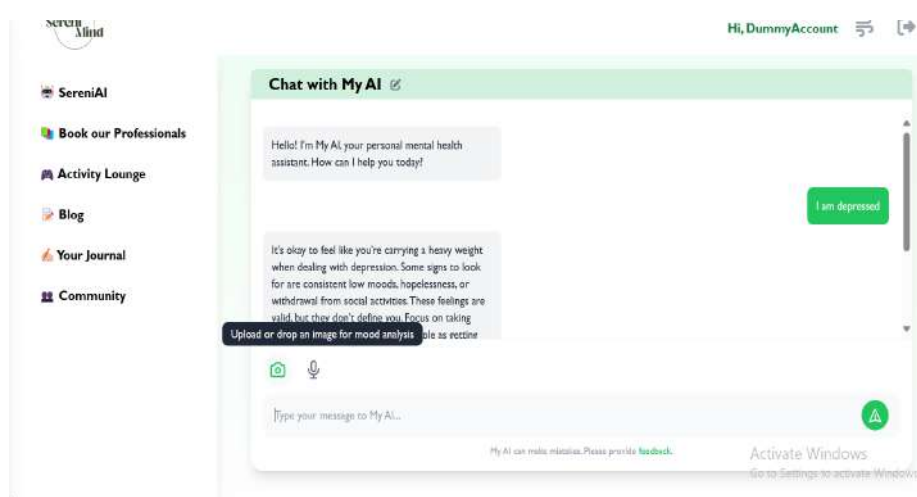 Sereni
Mind
Hi, DummyAccount
SereniAI
Book our Professionals
Activity Lounge
Blog
Your Journal
Community
Chat with My AI
Hello! I'm My AI, your personal mental health
assistant. How can I help you today?
I am depressed
It's okay to feel like you're carrying a heavy weight
when dealing with depression. Some signs to look
for are consistent low moods, hopelessness, or
withdrawal from social activities. These feelings are
valid, but they don't define you. Focus on taking
Upload or drop an image for mood analysis
ple as getting
Type your message to My AI...
My AI can make mistakes. Please provide feedback.
Activate Windows
Go to Settings to activate Windows